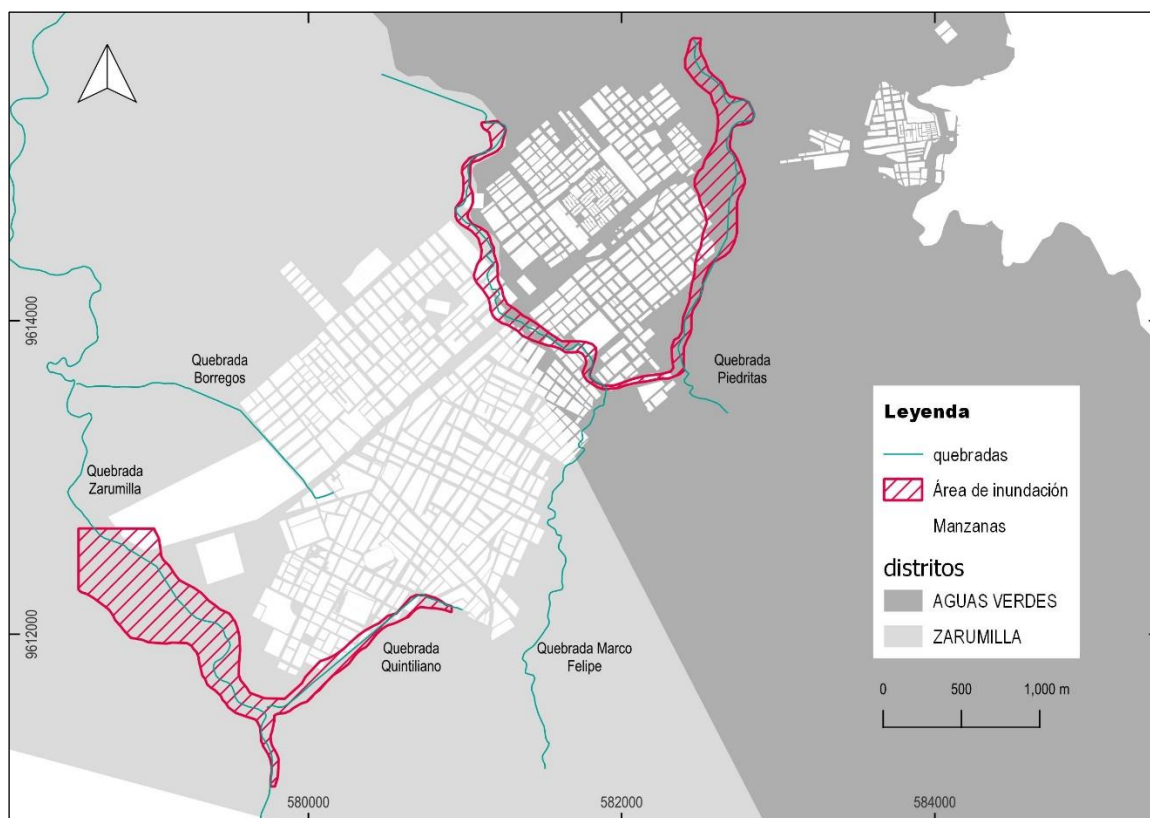 9614000
9612000
Quebrada
Borregos
Quebrada
Zarumilla
Quebrada
Piedritas
Quebrada
Quintiliano
Quebrada Marco
Felipe
Leyenda
quebradas
Área de inundación
Manzanas
distritos
AGUAS VERDES
ZARUMILLA
0 500 1,000 m
580000 582000 584000